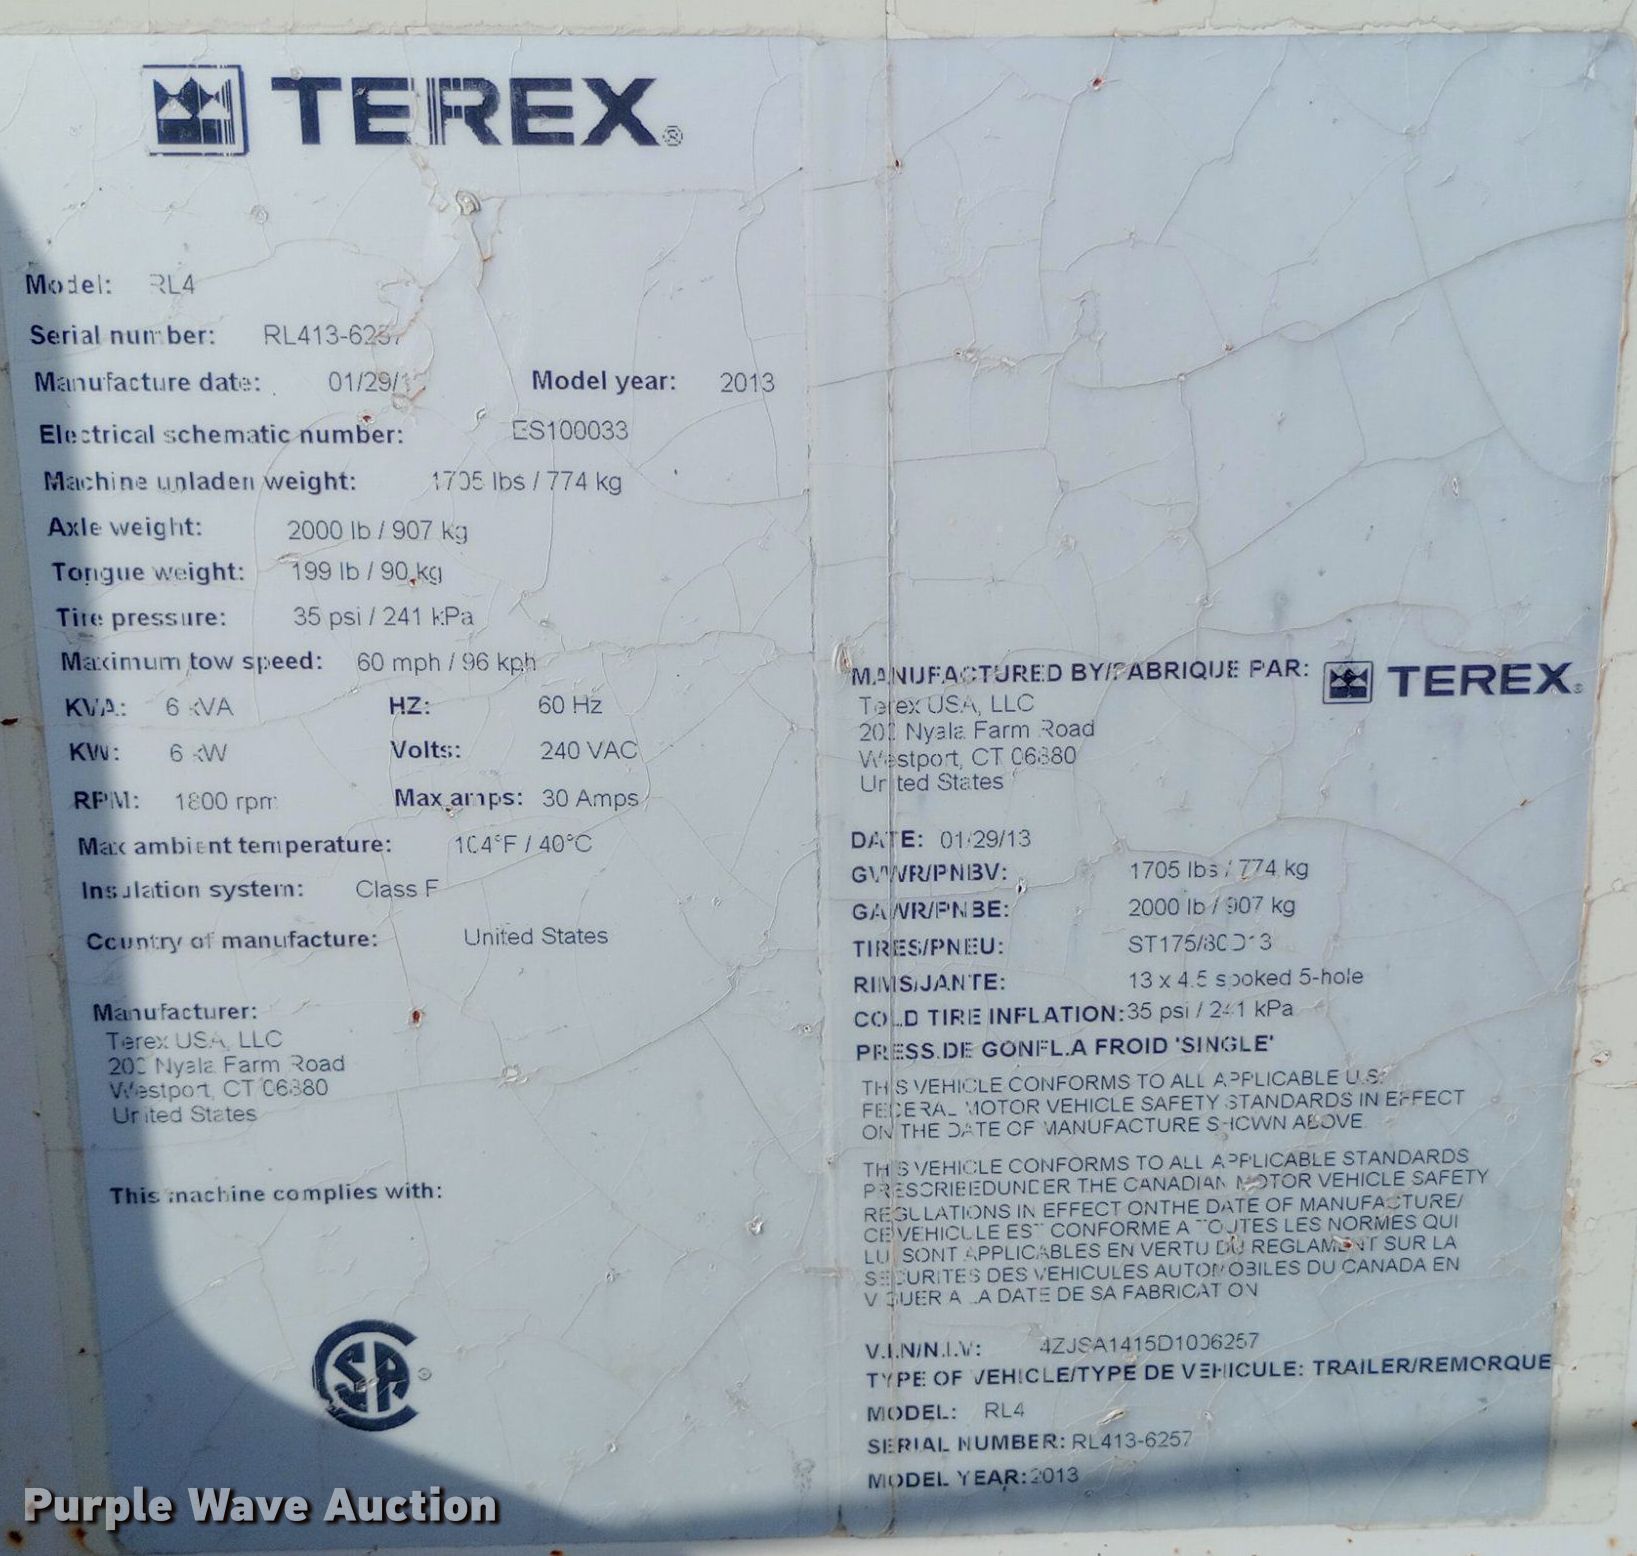 TEREX®
Model: RL4
Serial number: RL413-6257
Manufacture date: 01/29/13 Model year: 2013
Electrical schematic number: ES100033
Machine unladen weight: 1705 lbs / 774 kg
Axle weight: 2000 lb / 907 kg
Tongue weight: 199 lb / 90 kg
Tire pressure: 35 psi / 241 kPa
Maximum tow speed: 60 mph / 96 kph
KVA: 6 kVA HZ: 60 Hz
KW: 6 kW Volts: 240 VAC
RPM: 1800 rpm Max amps: 30 Amps
Max ambient temperature: 104°F / 40°C
Insulation system: Class F
Country of manufacture: United States
Manufacturer:
Terex USA, LLC
200 Nyala Farm Road
Westport, CT 06880
United States
This machine complies with:
SA®
MANUFACTURED BY/FABRIQUE PAR: TEREX®
Terex USA, LLC
200 Nyala Farm Road
Westport, CT 06880
United States
DATE: 01/29/13
GVWR/PNBV: 1705 lbs / 774 kg
GAWR/PNBE: 2000 lb / 907 kg
TIRES/PNEU: ST175/80D13
RIMS/JANTE: 13 x 4.5 spoked 5-hole
COLD TIRE INFLATION: 35 psi / 241 kPa
PRESS.DE GONFL.A FROID 'SINGLE'
THIS VEHICLE CONFORMS TO ALL APPLICABLE U.S.
FEDERAL MOTOR VEHICLE SAFETY STANDARDS IN EFFECT
ON THE DATE OF MANUFACTURE SHOWN ABOVE.
THIS VEHICLE CONFORMS TO ALL APPLICABLE STANDARDS
PRESCRIBEDUNDER THE CANADIAN MOTOR VEHICLE SAFETY
REGULATIONS IN EFFECT ONTHE DATE OF MANUFACTURE/
CE VEHICULE EST CONFORME A TOUTES LES NORMES QUI
LUI SONT APPLICABLES EN VERTU DU REGLAMENT SUR LA
SECURITES DES VEHICULES AUTOMOBILES DU CANADA EN
VIGUER A LA DATE DE SA FABRICATION
V.I.N/N.I.V: 4ZJSA1415D1006257
TYPE OF VEHICLE/TYPE DE VEHICULE: TRAILER/REMORQUE
MODEL: RL4
SERIAL NUMBER: RL413-6257
MODEL YEAR: 2013
Purple Wave Auction